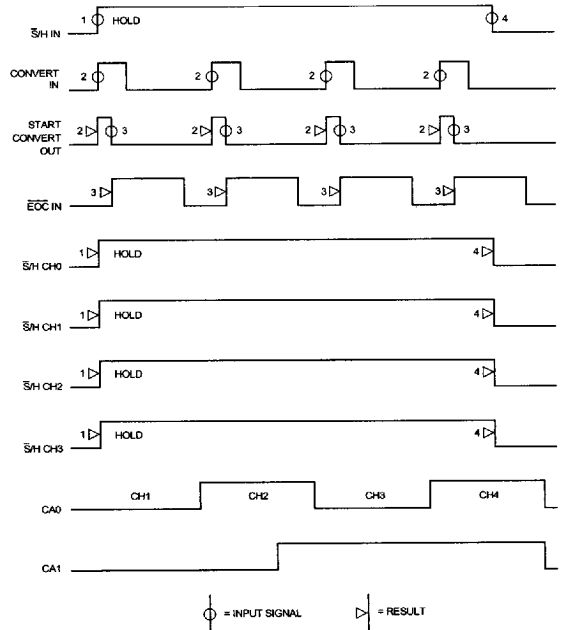 S̅/H IN 1 HOLD 4
CONVERT IN 2 2 2 2
START CONVERT OUT 2 3 2 3 2 3 2 3
E̅O̅C̅ IN 3 3 3 3
S̅/H CH0 1 HOLD 4
S̅/H CH1 1 HOLD 4
S̅/H CH2 1 HOLD 4
S̅/H CH3 1 HOLD 4
CA0 CH1 CH2 CH3 CH4
CA1
= INPUT SIGNAL = RESULT